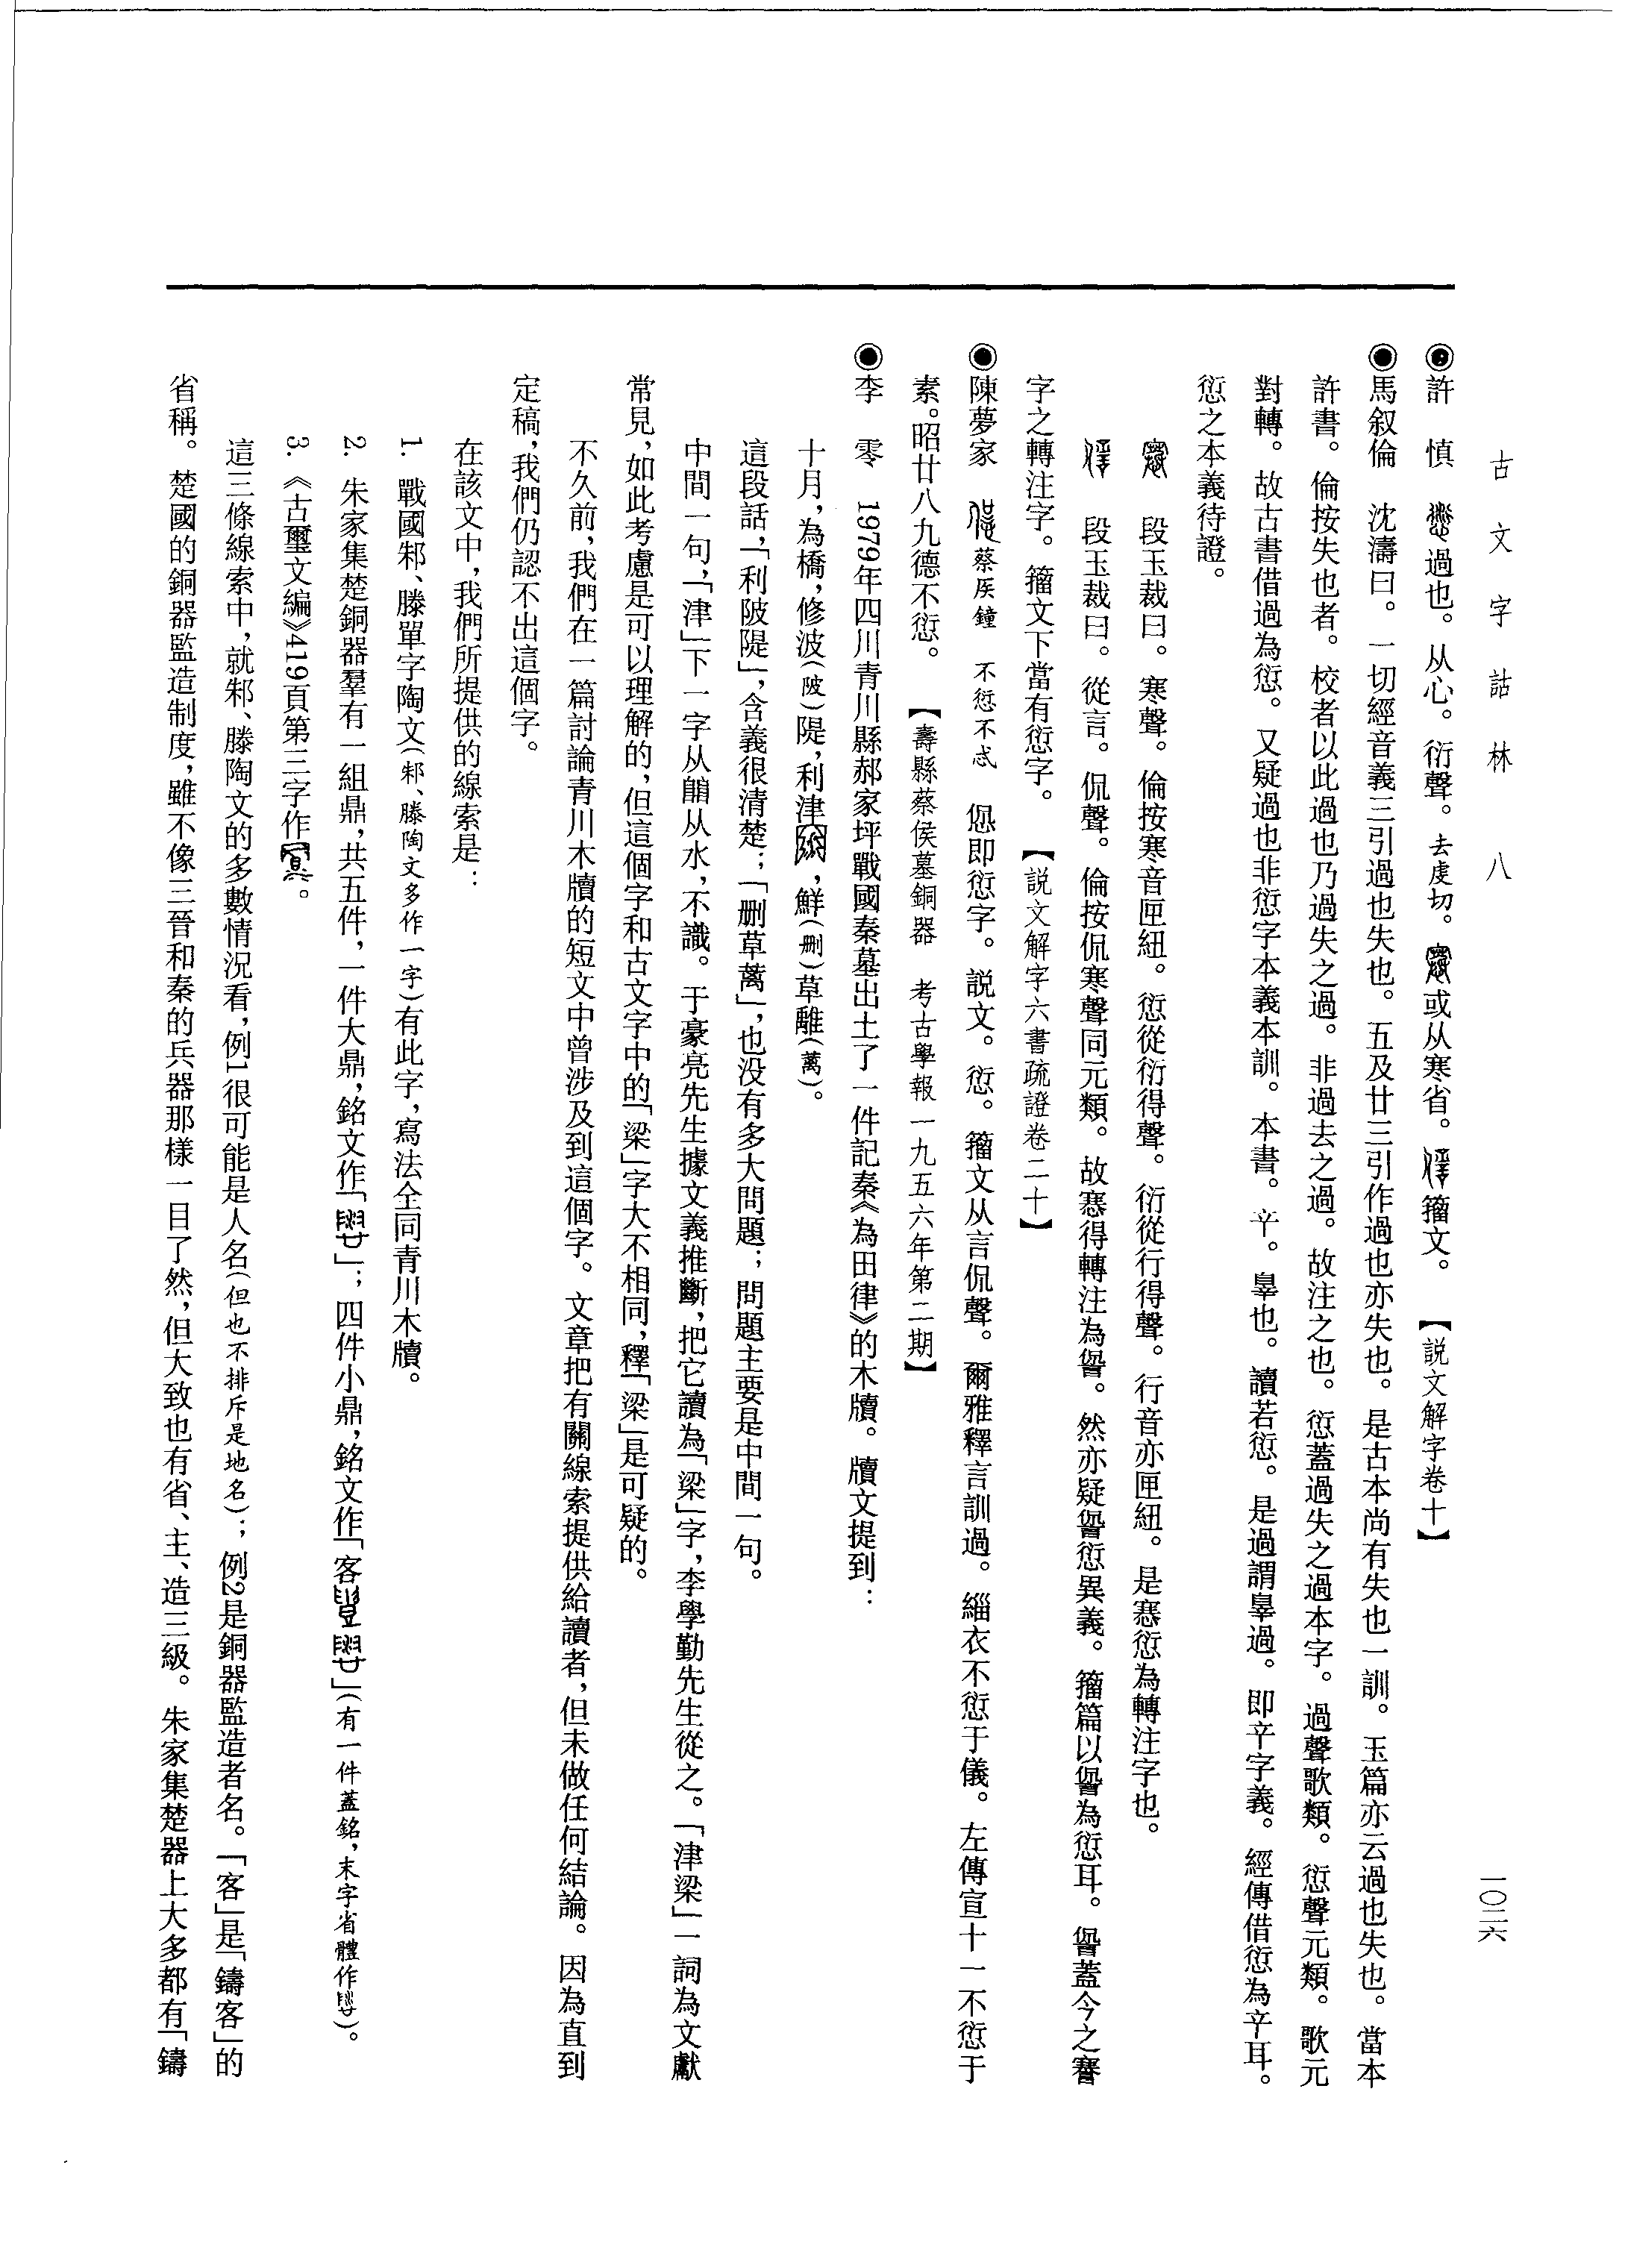 古文字詁林　八
一〇二六
◉許　慎　過也。从心。衍聲。去虔切。或从寒省。籀文。【説文解字卷十】
◉馬叙倫　沈濤曰。一切經音義三引過也失也。五及廿三引作過也亦失也。是古本尚有失也一訓。玉篇亦云過也失也。當本
許書。倫按失也者。校者以此過也乃過失之過。非過去之過。故注之也。愆蓋過失之過本字。過聲歌類。愆聲元類。歌元
對轉。故古書借過為愆。又疑過也非愆字本義本訓。本書。䇂。辠也。讀若愆。是過謂辠過。即䇂字義。經傳借愆為䇂耳。
愆之本義待證。
段玉裁曰。寒聲。倫按寒音匣紐。愆從衍得聲。衍從行得聲。行音亦匣紐。是寋愆為轉注字也。
段玉裁曰。從言。侃聲。倫按侃寒聲同元類。故寋得轉注為諐。然亦疑諐愆異義。籀篇以諐為愆耳。諐蓋今之謇
字之轉注字。籀文下當有愆字。【説文解字六書疏證卷二十】
◉陳夢家　蔡侯鐘　不愆不忒　即愆字。説文。愆。籀文从言侃聲。爾雅釋言訓過。緇衣不愆于儀。左傳宣十一不愆于
素。昭廿八九德不愆。【壽縣蔡侯墓銅器　考古學報一九五六年第二期】
◉李　零　1979年四川青川縣郝家坪戰國秦墓出土了一件記秦《為田律》的木牘。牘文提到：
十月，為橋，修波（陂）隄，利津，鮮（删）草離（蓠）。
這段話，「利陂隄」，含義很清楚；「删草蓠」，也没有多大問題；問題主要是中間一句。
中間一句，「津」下一字从从水，不識。于豪亮先生據文義推斷，把它讀為「梁」字，李學勤先生從之。「津梁」一詞為文獻
常見，如此考慮是可以理解的，但這個字和古文字中的「梁」字大不相同，釋「梁」是可疑的。
不久前，我們在一篇討論青川木牘的短文中曾涉及到這個字。文章把有關線索提供給讀者，但未做任何結論。因為直到
定稿，我們仍認不出這個字。
在該文中，我們所提供的線索是：
1. 戰國邾、滕單字陶文（邾、滕陶文多作一字）有此字，寫法全同青川木牘。
2. 朱家集楚銅器羣有一組鼎，共五件，一件大鼎，銘文作「」；四件小鼎，銘文作「客」（有一件蓋銘，末字省體作）。
3. 《古璽文編》419頁第三字作。
這三條線索中，就邾、滕陶文的多數情況看，例1很可能是人名（但也不排斥是地名）；例2是銅器監造者名。「客」是「鑄客」的
省稱。楚國的銅器監造制度，雖不像三晉和秦的兵器那樣一目了然，但大致也有省、主、造三級。朱家集楚器上大多都有「鑄